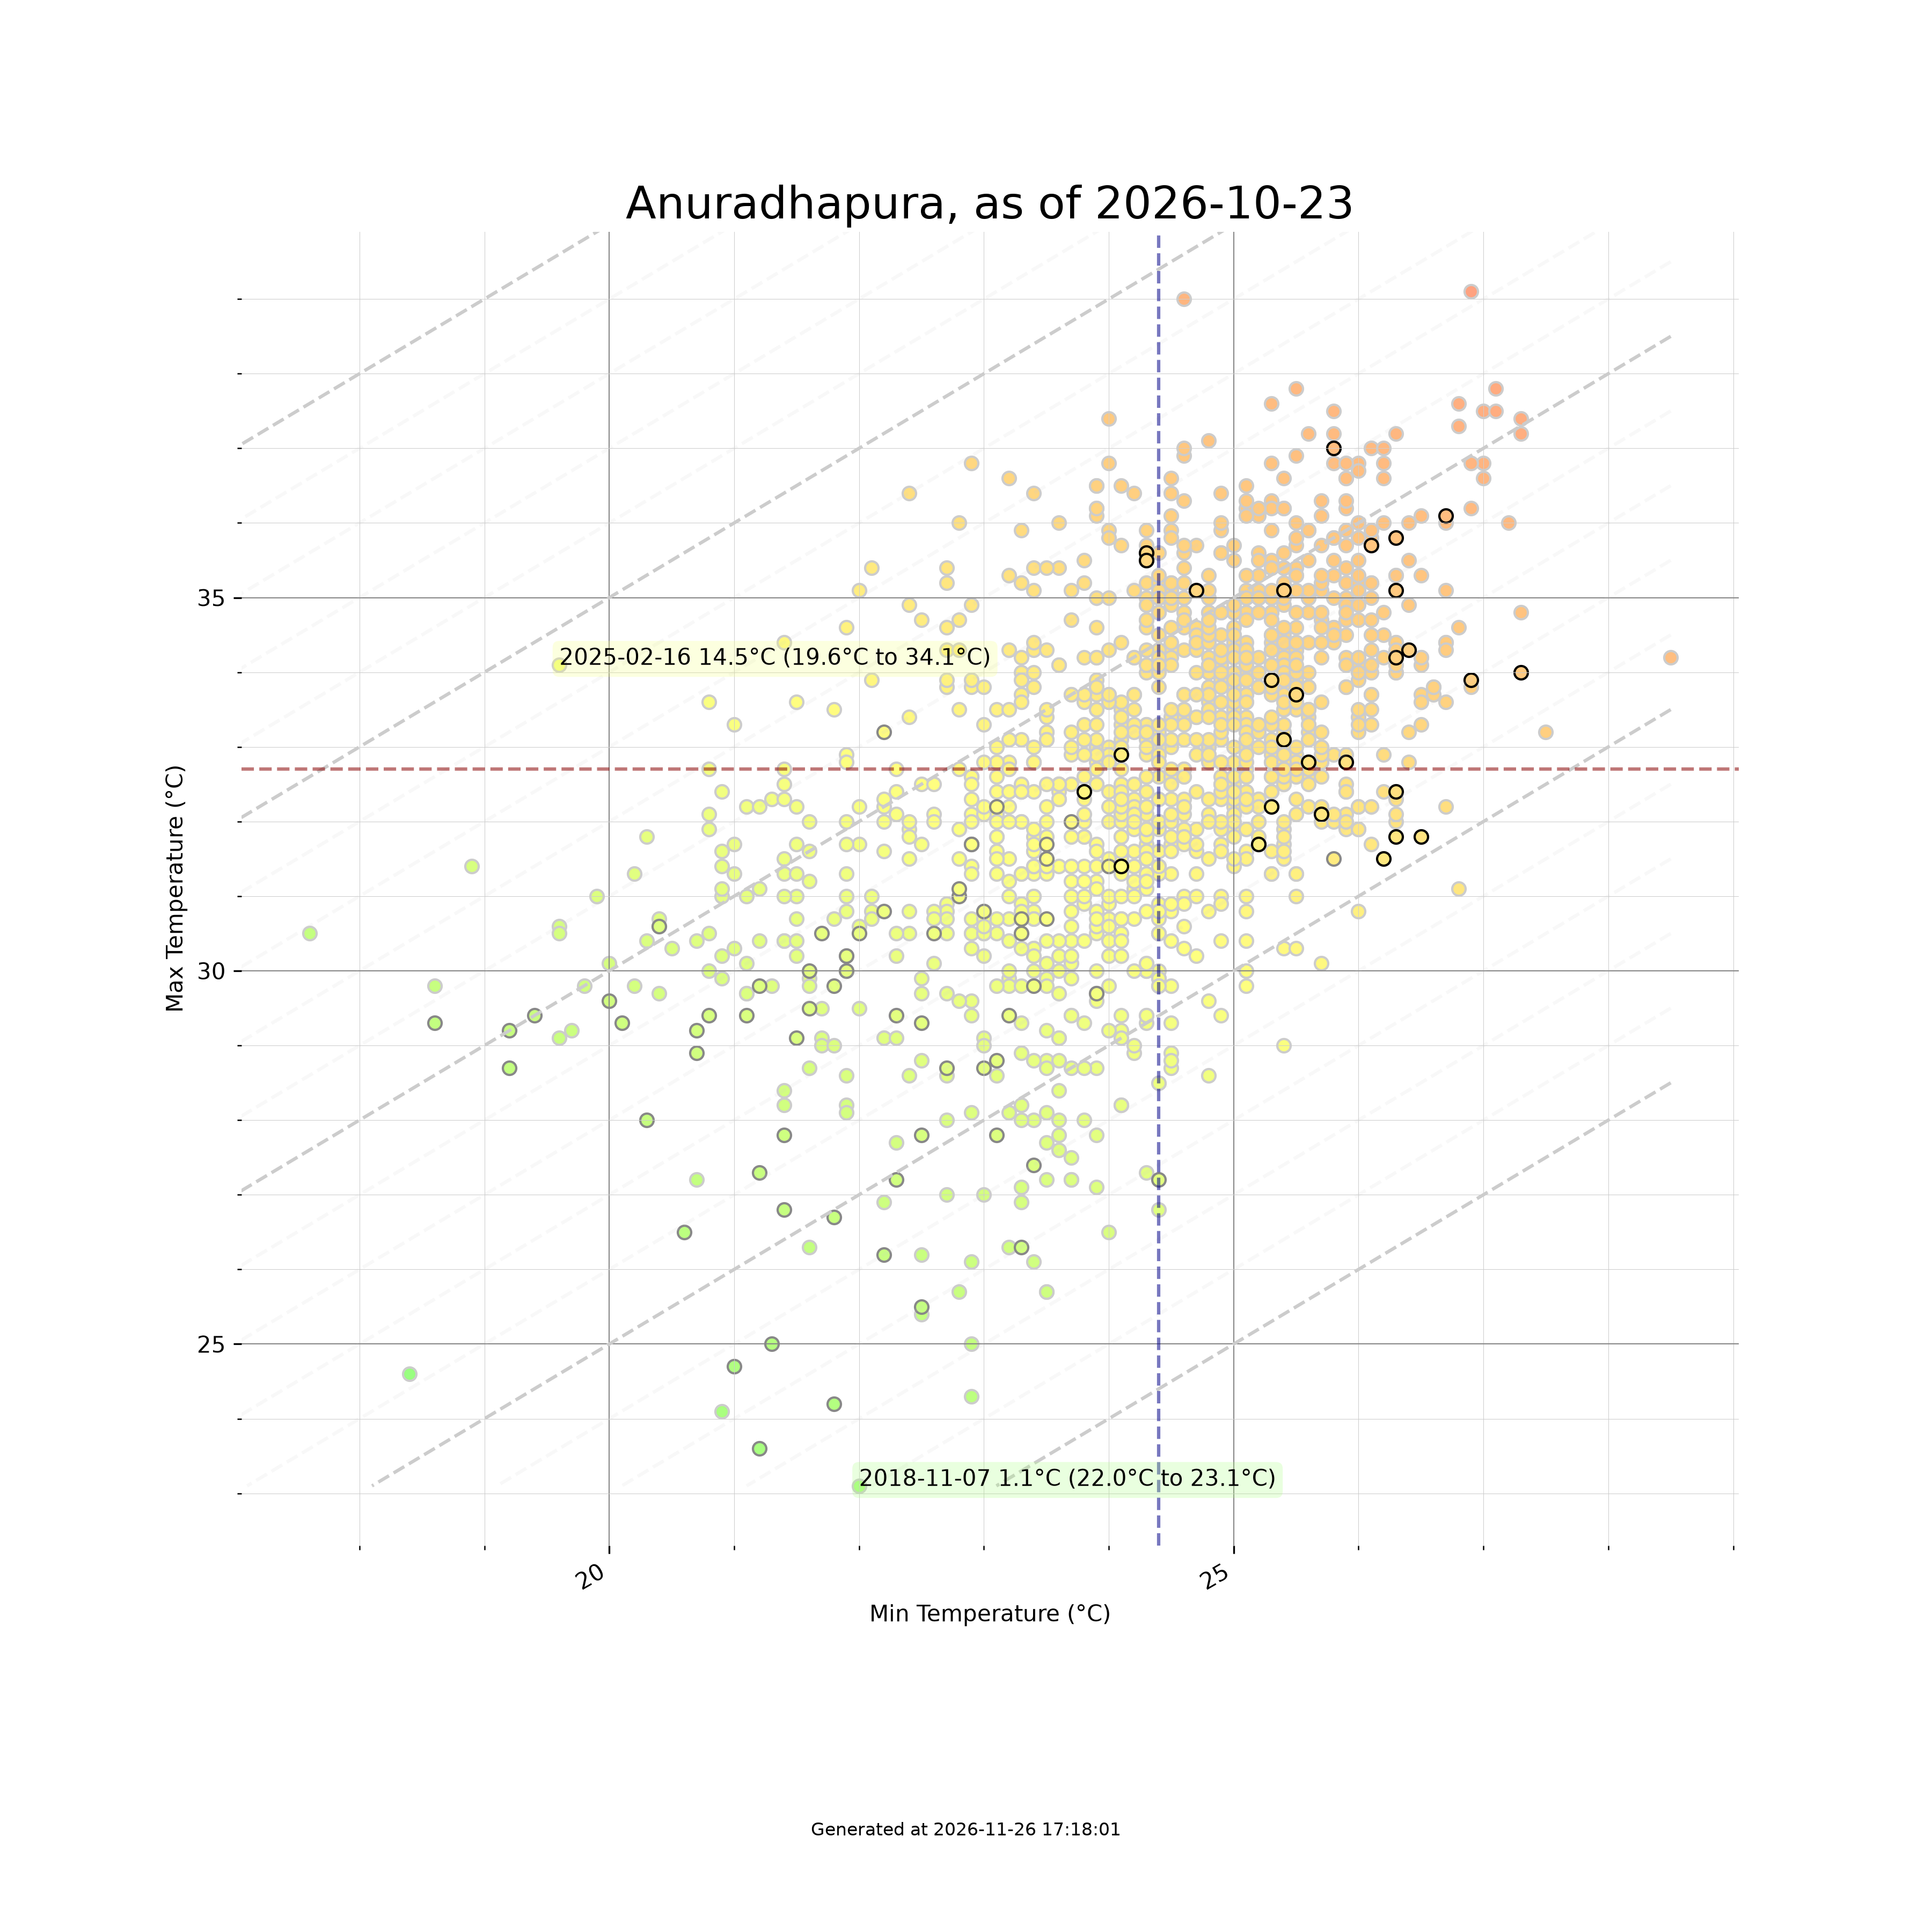 Anuradhapura, as of 2026-10-23
Max Temperature (°C)
35
30
25
2025-02-16 14.5°C (19.6°C to 34.1°C)
2018-11-07 1.1°C (22.0°C to 23.1°C)
20
25
Min Temperature (°C)
Generated at 2026-11-26 17:18:01